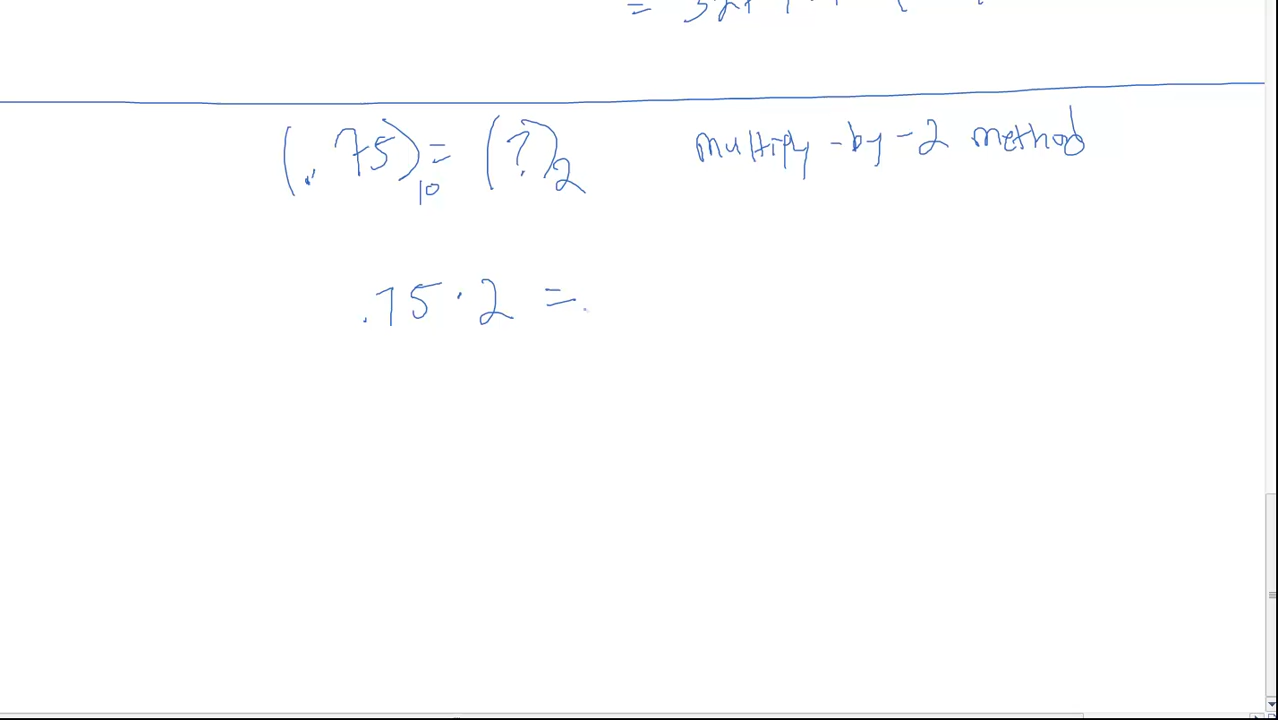 (.75)₁₀ = (?)₂ multiply-by-2 method
.75 · 2 =